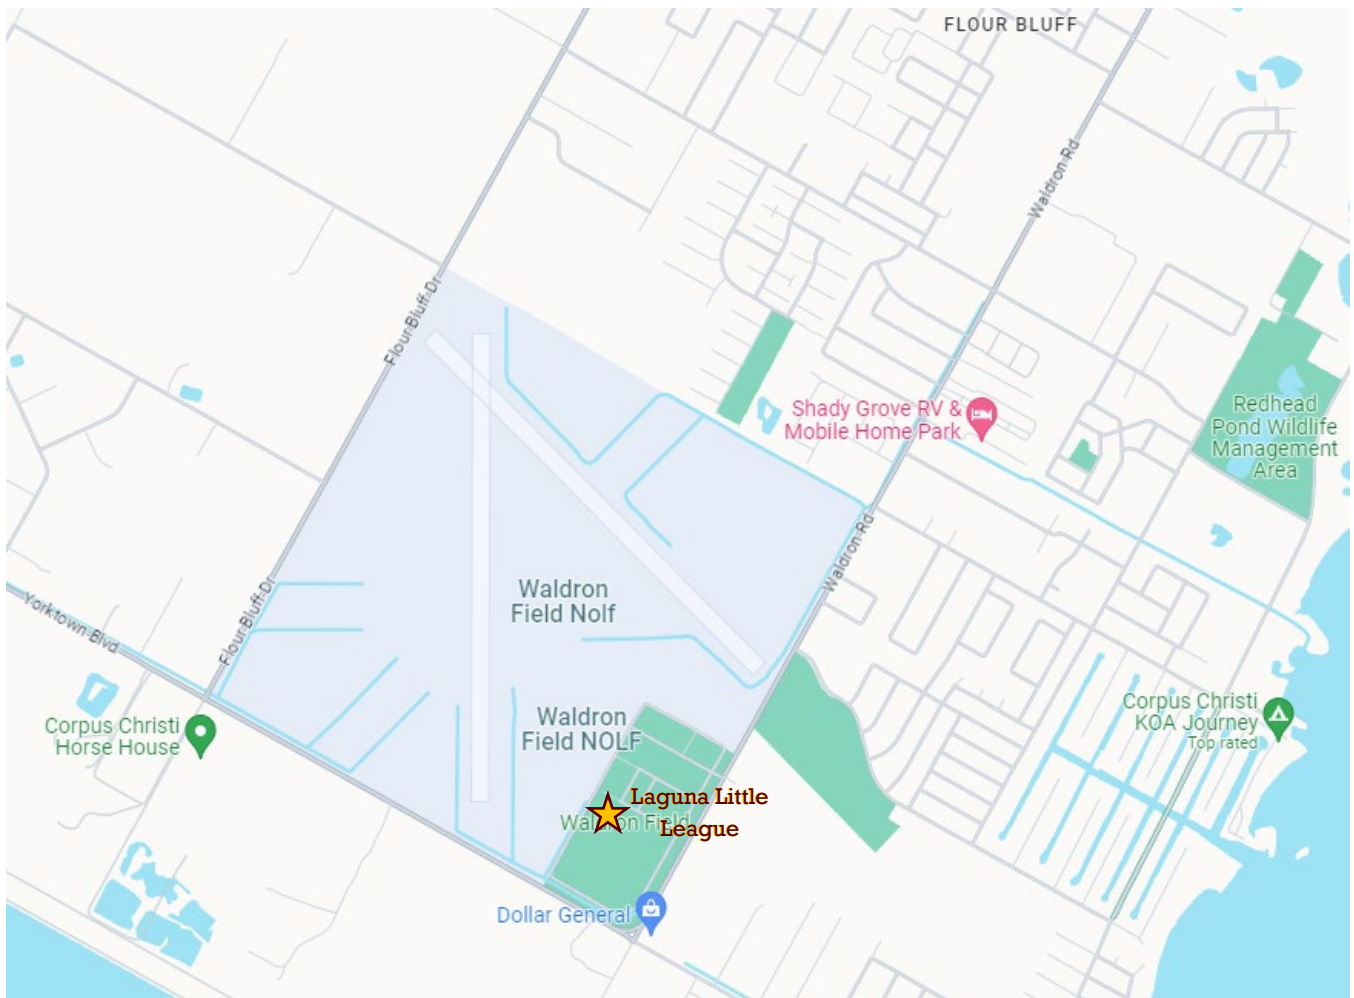 FLOUR BLUFF
Waldron Rd
Flour Bluff Dr
Shady Grove RV &
Mobile Home Park
Redhead
Pond Wildlife
Management
Area
Waldron Rd
Waldron
Field Nolf
Flour Bluff Dr
Yorktown Blvd
Corpus Christi
Horse House
Waldron
Field NOLF
Corpus Christi
KOA Journey
Top rated
Laguna Little
League
Waldron Field
Dollar General